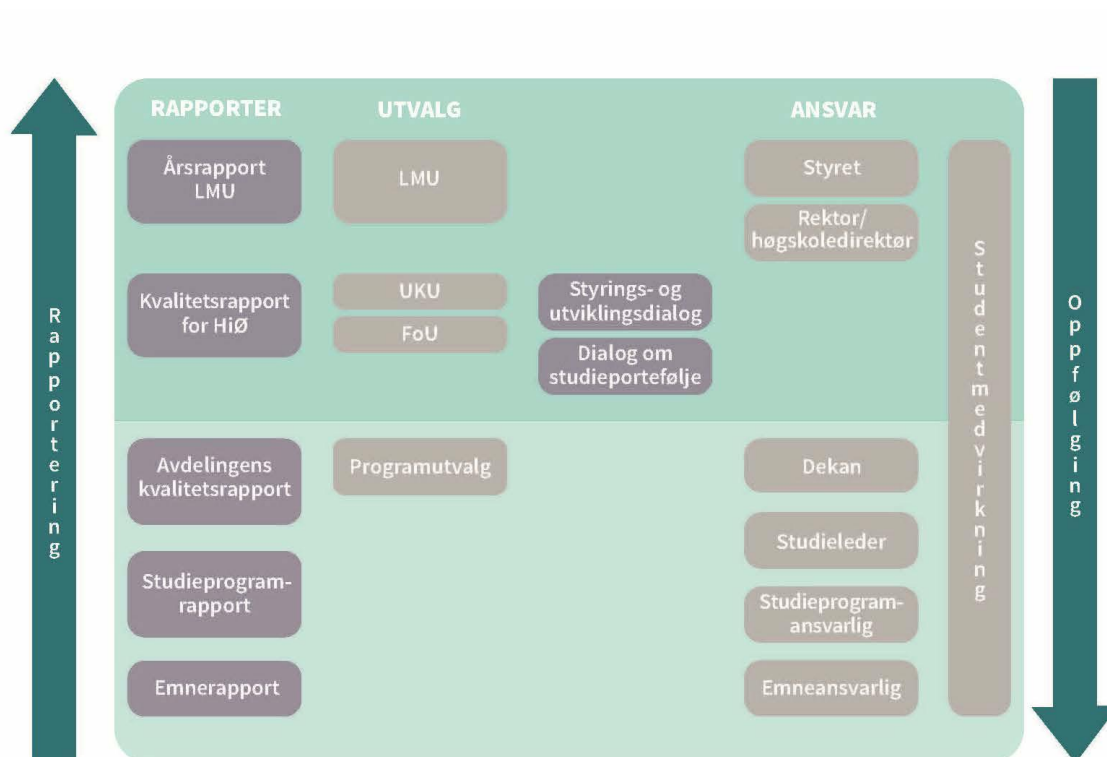 RAPPORTER
UTVALG
ANSVAR
Årsrapport
LMU
LMU
Styret
Rektor/
høgskoledirektør
Kvalitetsrapport
for HiØ
UKU
FoU
Styrings- og
utviklingsdialog
Dialog om
studieportefølje
Avdelingens
kvalitetsrapport
Programutvalg
Dekan
Studieleder
Studieprogram-
rapport
Studieprogram-
ansvarlig
Emnerapport
Emneansvarlig
Rapportering
Studentmedvirkning
Oppfølging